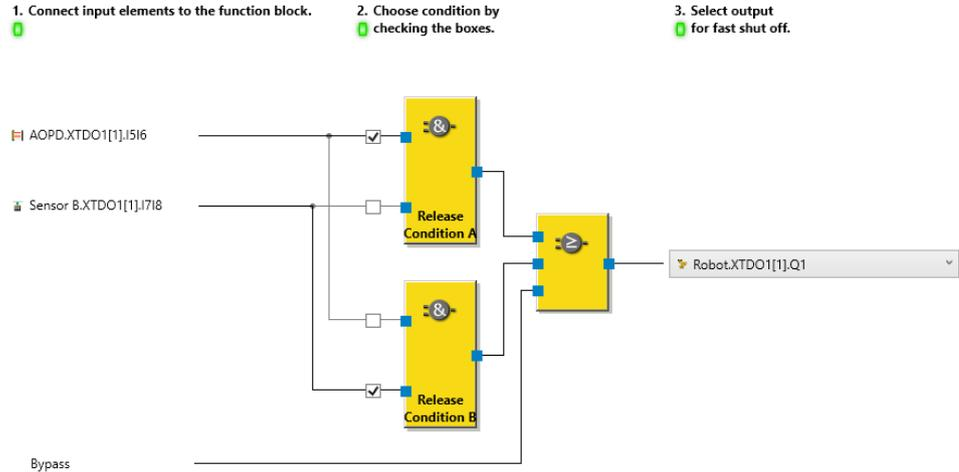 1. Connect input elements to the function block.
2. Choose condition by
checking the boxes.
3. Select output
for fast shut off.
AOPD.XTDO1[1].I5I6
Sensor B.XTDO1[1].I7I8
&
Release
Condition A
≥
Robot.XTDO1[1].Q1
&
Release
Condition B
Bypass